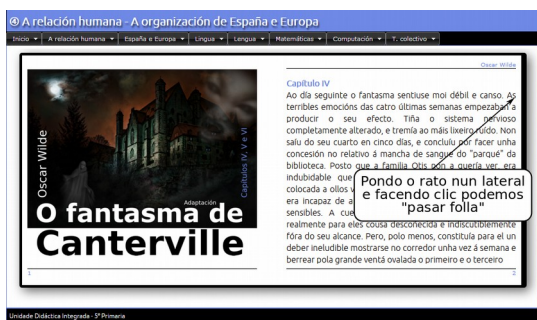 ④ A relación humana - A organización de España e Europa
Inicio ▾ A relación humana ▾ España e Europa ▾ Lingua ▾ Lengua ▾ Matemáticas ▾ Computación ▾ T. colectivo ▾
Oscar Wilde
Capítulos IV, V e VI
Adaptación
O fantasma de
Canterville
1
Oscar Wilde
Capítulo IV
Ao día seguinte o fantasma sentiuse moi débil e canso. As
terribles emocións das catro últimas semanas empezaban a
producir o seu efecto. Tiña o sistema nervioso
completamente alterado, e tremía ao máis lixeiro ruído. Non
saíu do seu cuarto en cinco días, e concluíu por facer unha
concesión no relativo á mancha de sangue do "parqué" da
biblioteca. Posto que a familia Otis non a quería ver, era
indubidable que
colocada a ollos v
era incapaz de a
sensibles. A cue
realmente para eles cousa descoñecida e indiscutiblemente
fóra do seu alcance. Pero, polo menos, constituía para el un
deber ineludible mostrarse no corredor unha vez á semana e
berrear pola grande ventá ovalada o primeiro e o terceiro
Pondo o rato nun lateral
e facendo clic podemos
"pasar folla"
2
Unidade Didáctica Integrada - 5º Primaria